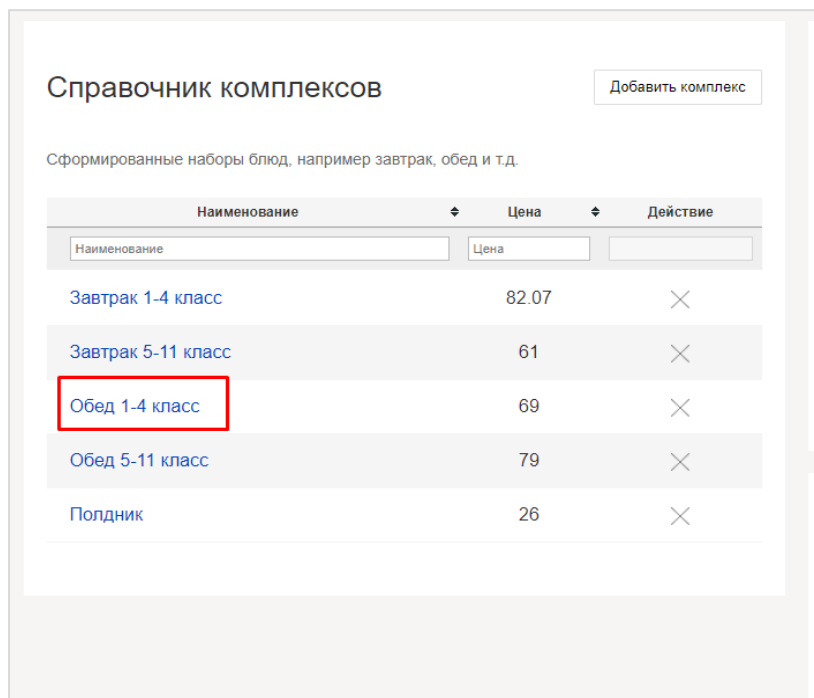 Справочник комплексов
Добавить комплекс
Сформированные наборы блюд, например завтрак, обед и т.д.
Наименование Цена Действие
Наименование Цена
Завтрак 1-4 класс 82.07
Завтрак 5-11 класс 61
Обед 1-4 класс 69
Обед 5-11 класс 79
Полдник 26